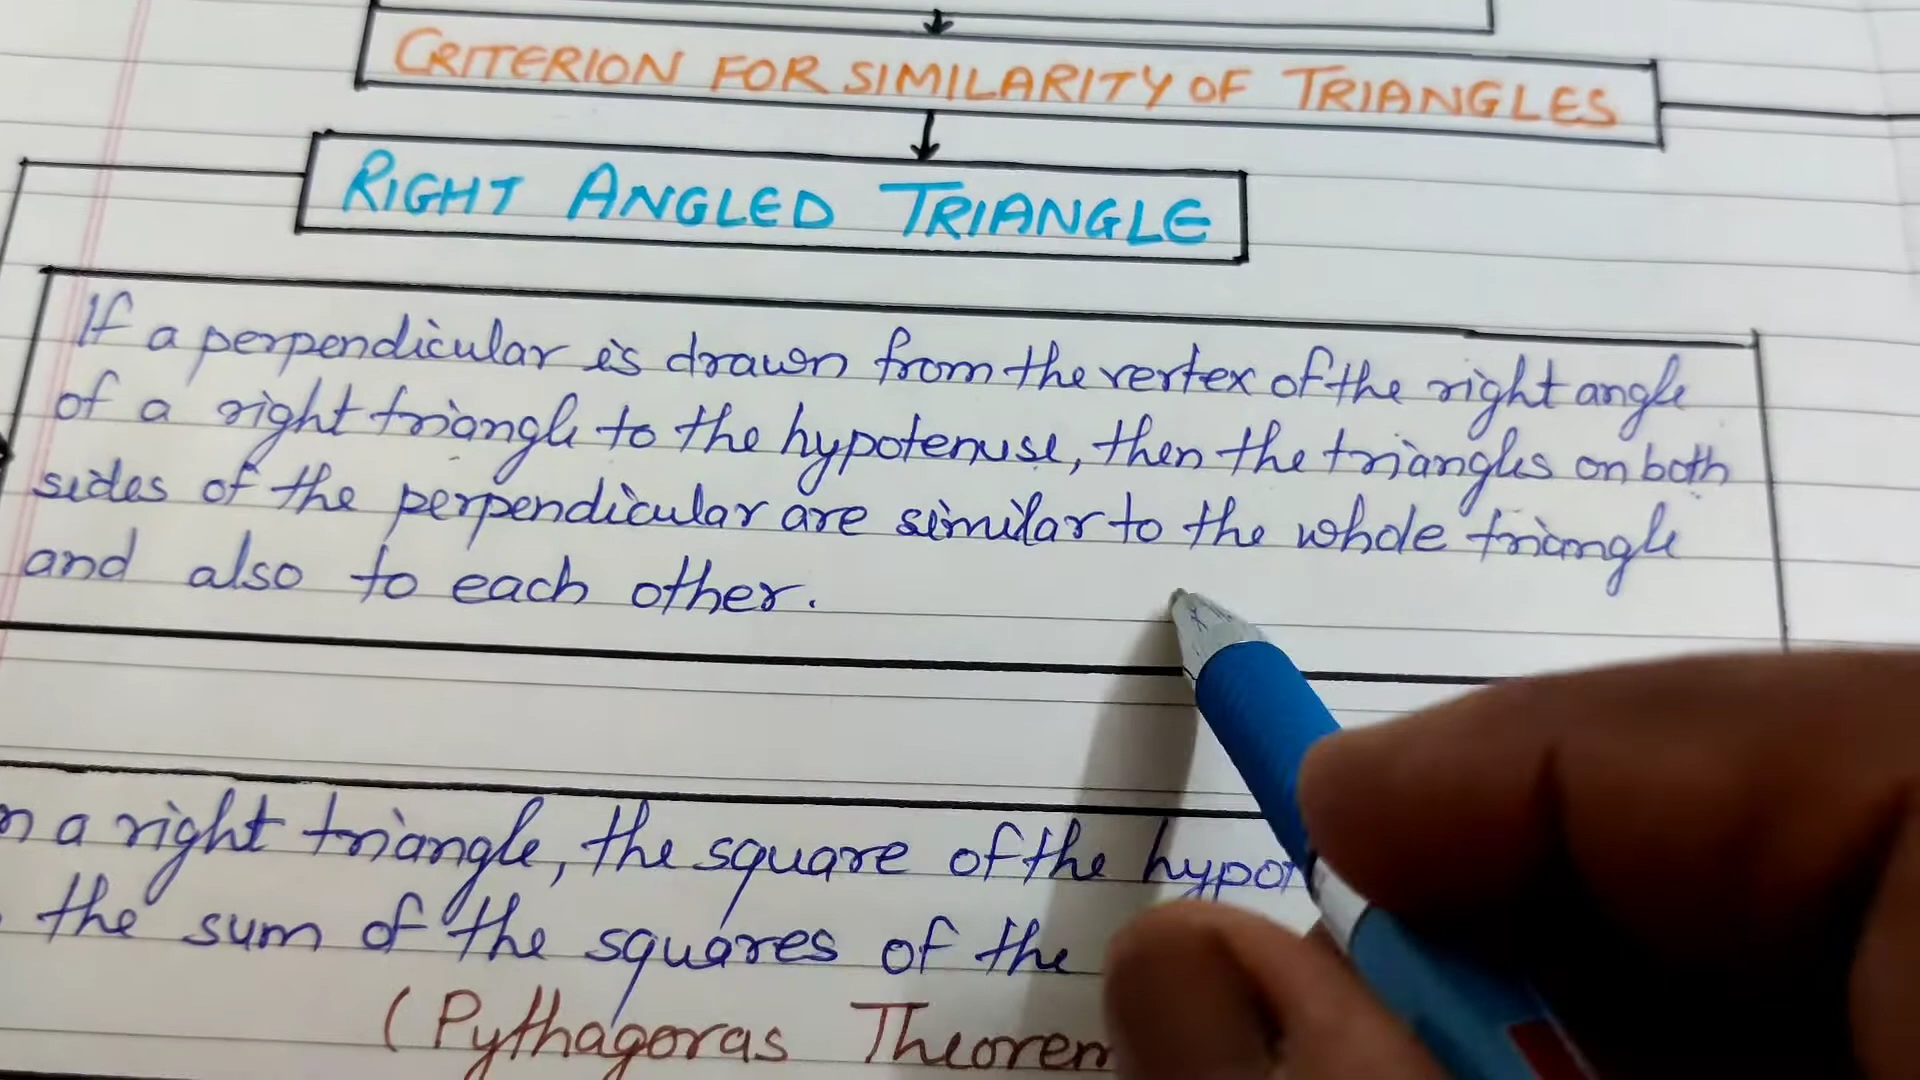 CRITERION FOR SIMILARITY OF TRIANGLES
RIGHT ANGLED TRIANGLE
If a perpendicular is drawn from the vertex of the right angle
of a right triangle to the hypotenuse, then the triangles on both
sides of the perpendicular are similar to the whole triangle
and also to each other.
a right triangle, the square of the
the sum of the squares of the
(Pythagoras Theorem